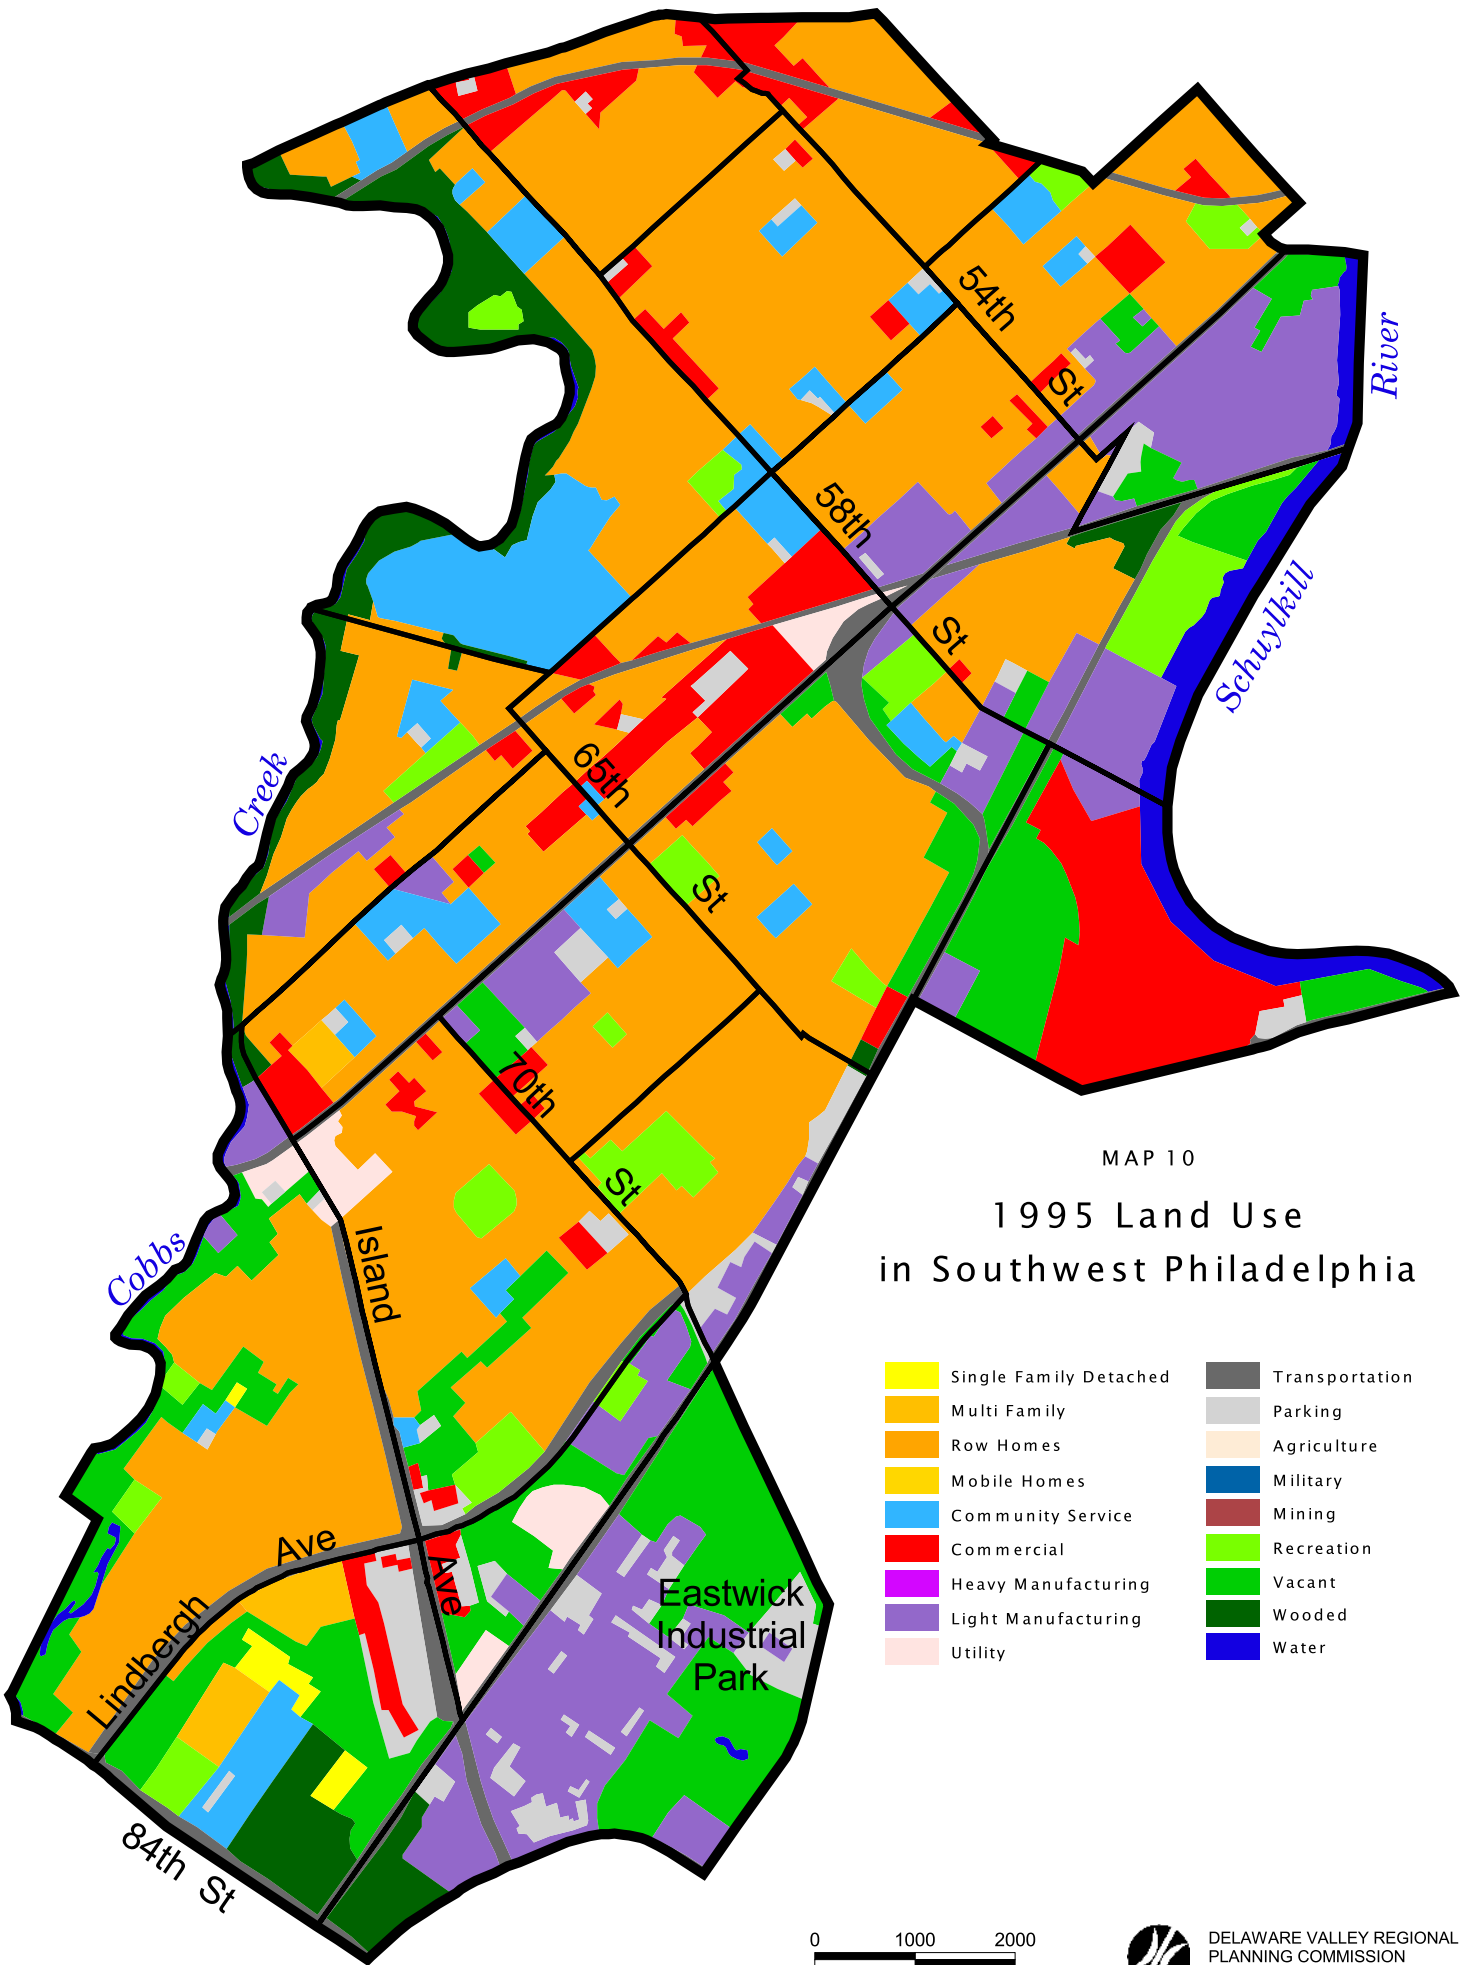 54th
St
River
58th
St
Schuylkill
65th
St
Creek
70th
St
Cobbs
Island
Ave
Ave
Lindbergh
84th St
Eastwick
Industrial
Park
MAP 10
1995 Land Use
in Southwest Philadelphia
Single Family Detached
Multi Family
Row Homes
Mobile Homes
Community Service
Commercial
Heavy Manufacturing
Light Manufacturing
Utility
Transportation
Parking
Agriculture
Military
Mining
Recreation
Vacant
Wooded
Water
0 1000 2000
DELAWARE VALLEY REGIONAL
PLANNING COMMISSION